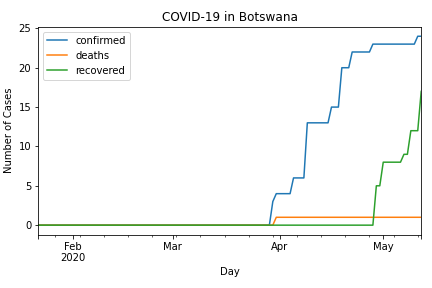 COVID-19 in Botswana
confirmed
deaths
recovered
Number of Cases
25
20
15
10
5
0
Feb
2020
Mar
Apr
May
Day